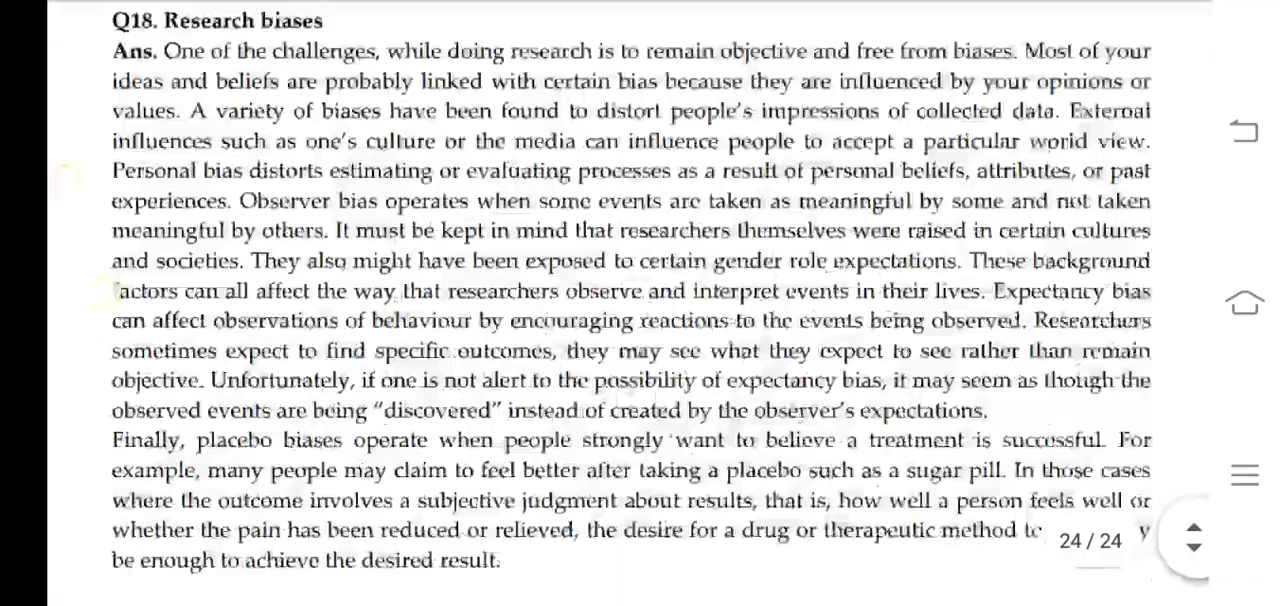 Q18. Research biases
Ans. One of the challenges, while doing research is to remain objective and free from biases. Most of your
ideas and beliefs are probably linked with certain bias because they are influenced by your opinions or
values. A variety of biases have been found to distort people's impressions of collected data. External
influences such as one's culture or the media can influence people to accept a particular world view.
Personal bias distorts estimating or evaluating processes as a result of personal beliefs, attributes, or past
experiences. Observer bias operates when some events are taken as meaningful by some and not taken
meaningful by others. It must be kept in mind that researchers themselves were raised in certain cultures
and societies. They also might have been exposed to certain gender role expectations. These background
factors can all affect the way that researchers observe and interpret events in their lives. Expectancy bias
can affect observations of behaviour by encouraging reactions to the events being observed. Researchers
sometimes expect to find specific outcomes, they may see what they expect to see rather than remain
objective. Unfortunately, if one is not alert to the possibility of expectancy bias, it may seem as though the
observed events are being "discovered" instead of created by the observer's expectations.
Finally, placebo biases operate when people strongly want to believe a treatment is successful. For
example, many people may claim to feel better after taking a placebo such as a sugar pill. In those cases
where the outcome involves a subjective judgment about results, that is, how well a person feels well or
whether the pain has been reduced or relieved, the desire for a drug or therapeutic method
24 / 24
be enough to achieve the desired result.